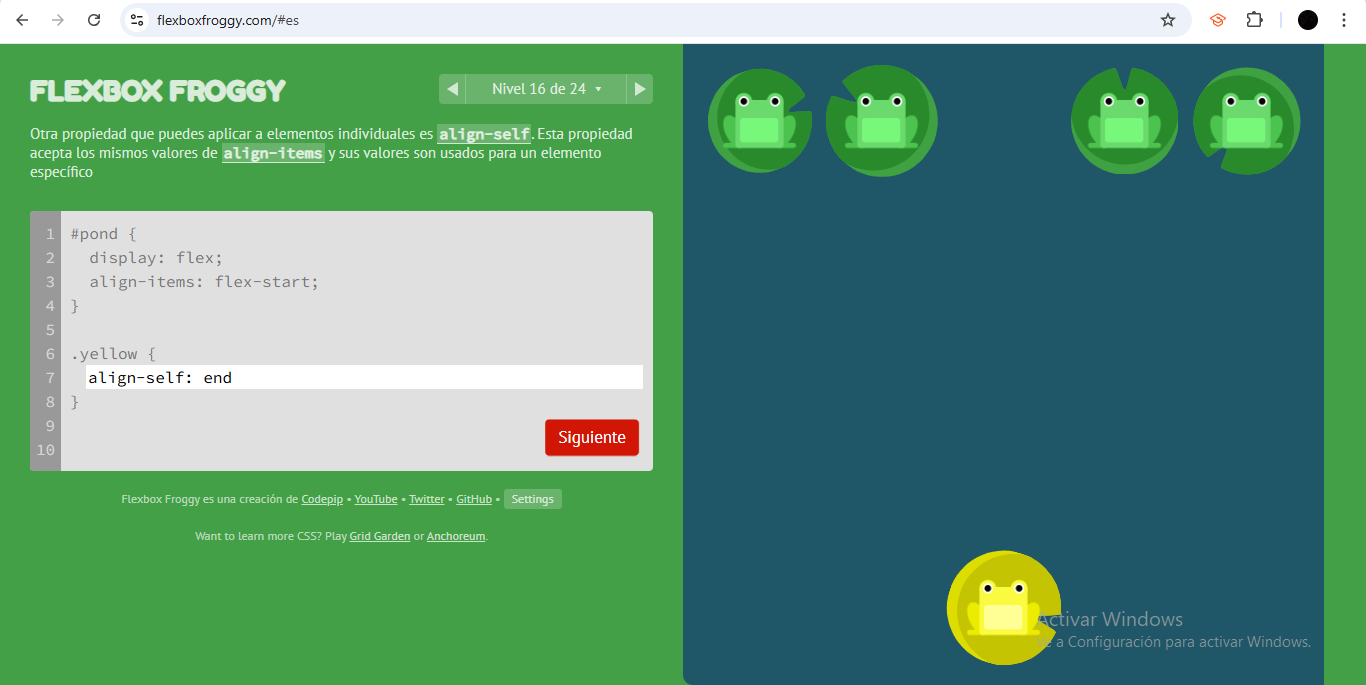 flexboxfroggy.com/#es
FLEXBOX FROGGY
Nivel 16 de 24
Otra propiedad que puedes aplicar a elementos individuales es align-self. Esta propiedad
acepta los mismos valores de align-items y sus valores son usados para un elemento
específico
1 #pond {
2 display: flex;
3 align-items: flex-start;
4 }
5
6 .yellow {
7 align-self: end
8 }
9
10
Siguiente
Flexbox Froggy es una creación de Codepip • YouTube • Twitter • GitHub • Settings
Want to learn more CSS? Play Grid Garden or Anchoreum.
Activar Windows
a Configuración para activar Windows.